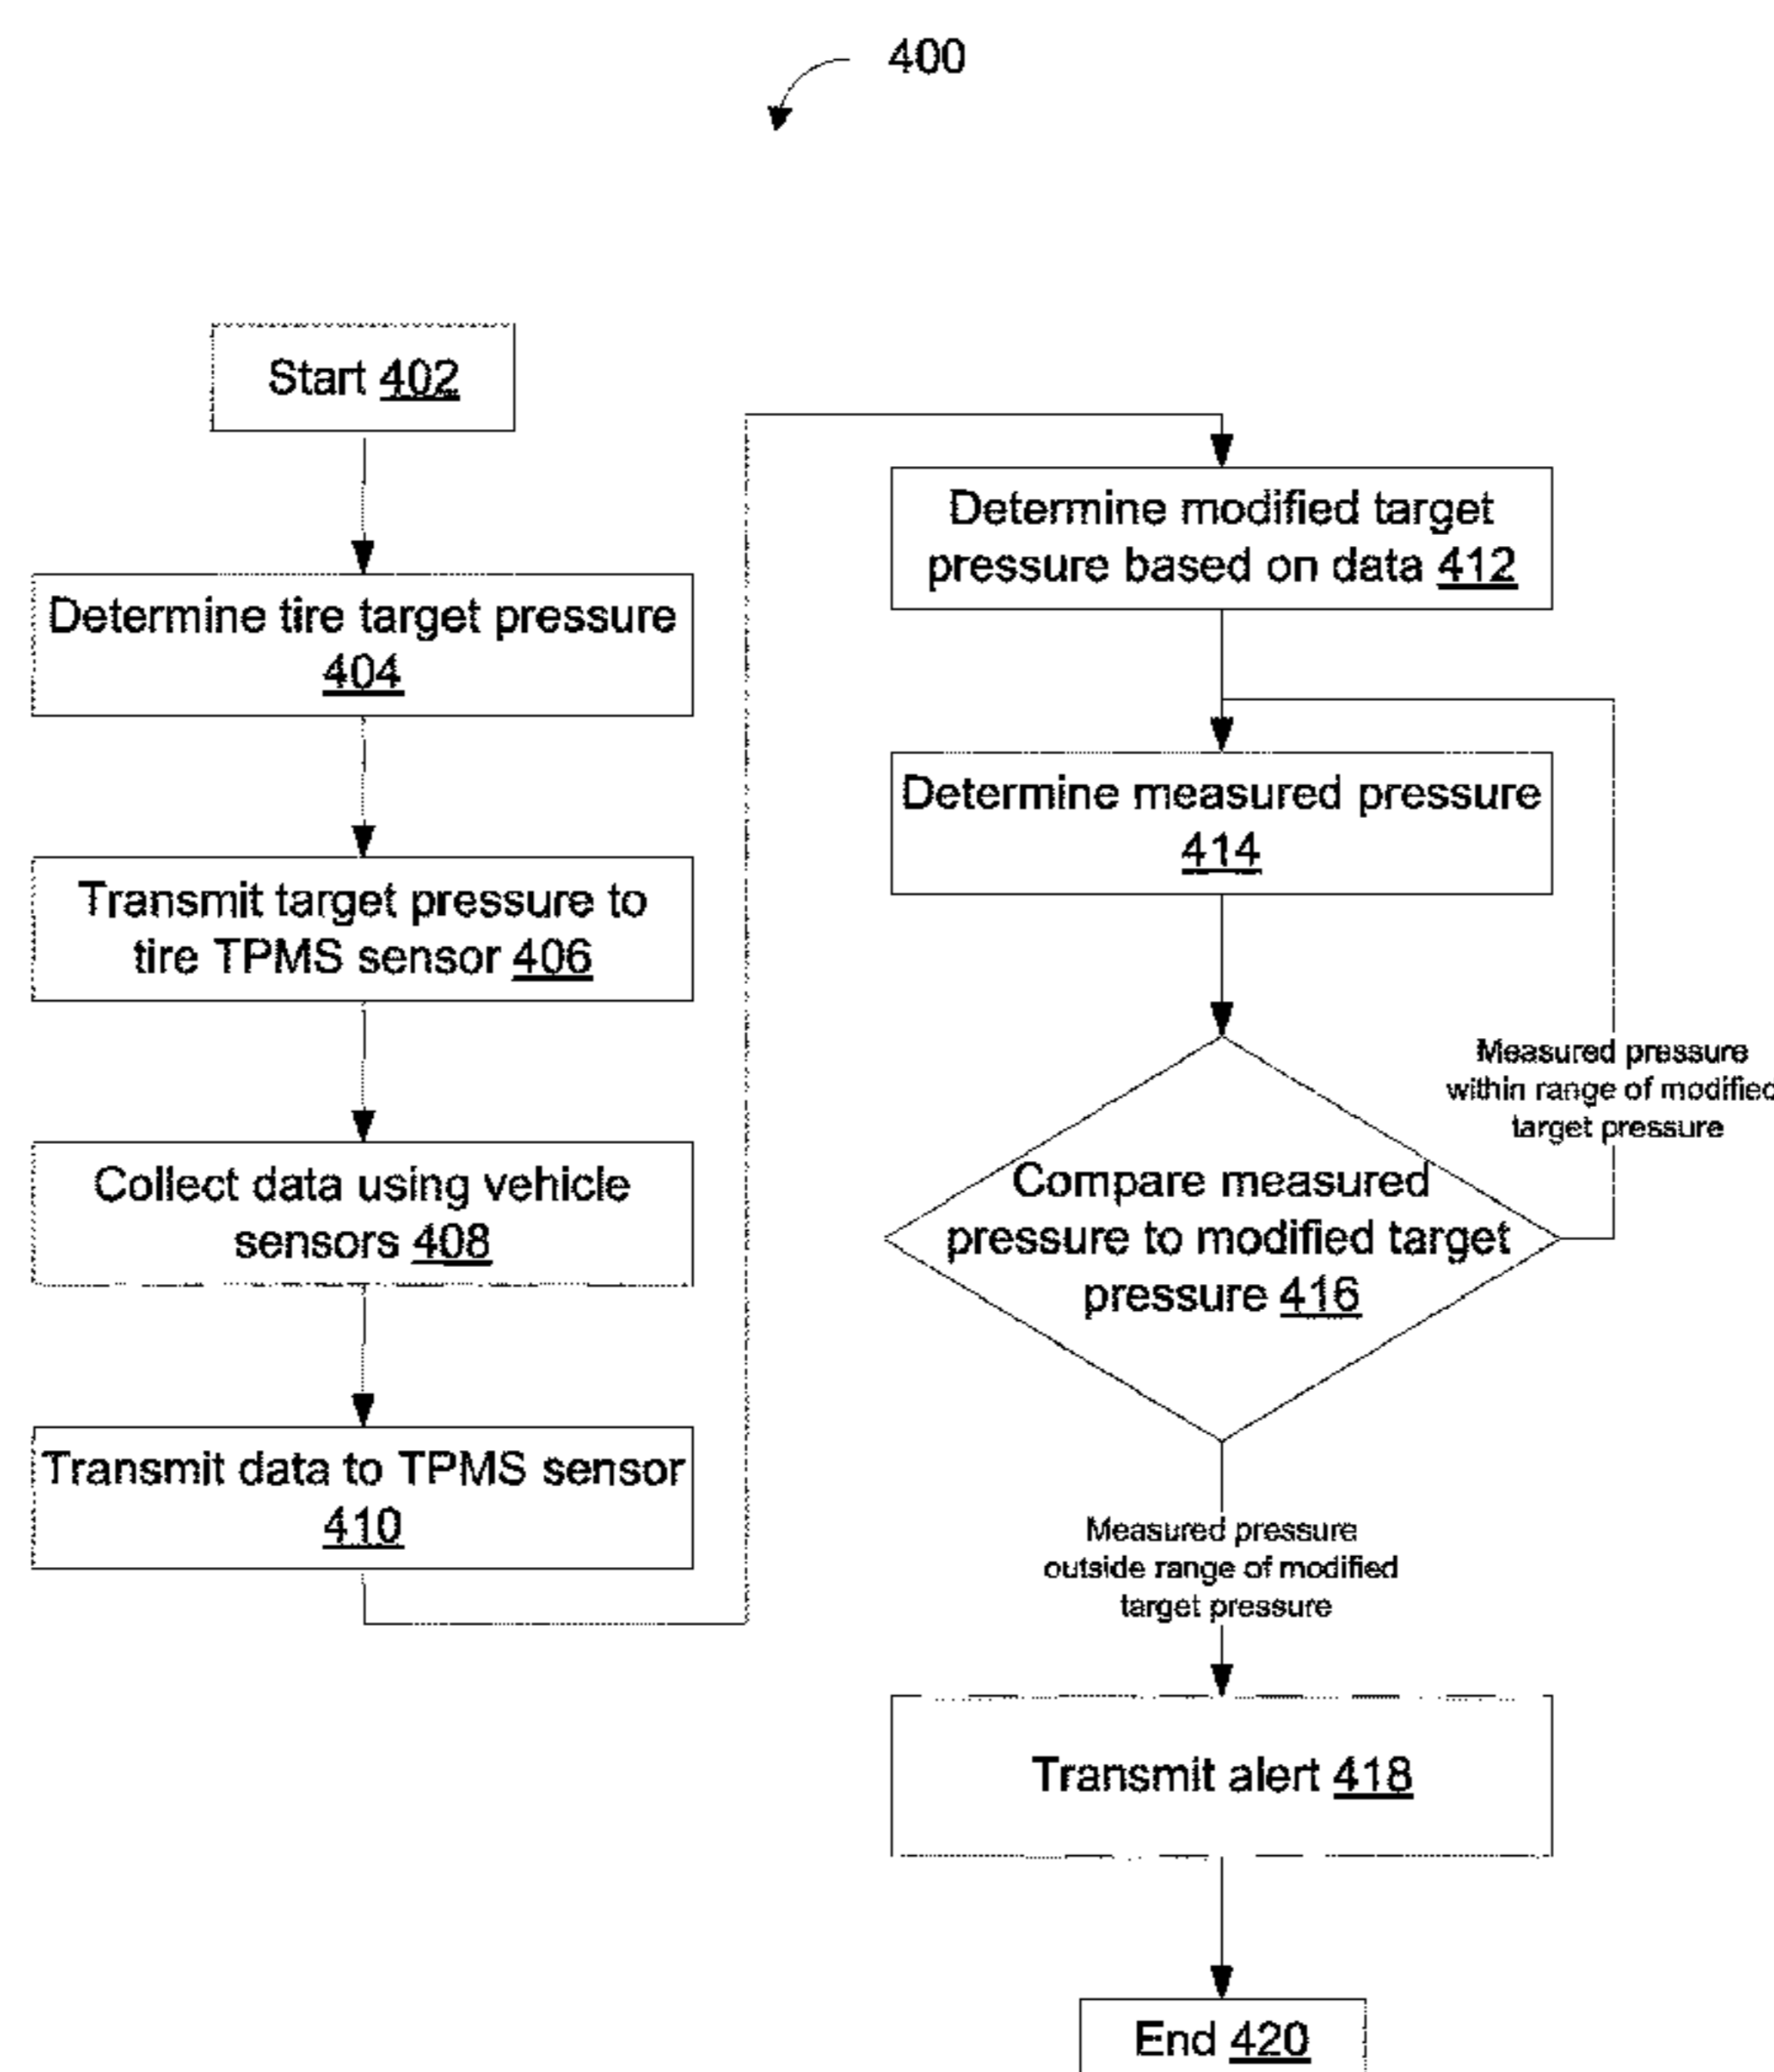 400
Start 402
Determine tire target pressure
404
Transmit target pressure to
tire TPMS sensor 406
Collect data using vehicle
sensors 408
Transmit data to TPMS sensor
410
Determine modified target
pressure based on data 412
Determine measured pressure
414
Measured pressure
within range of modified
target pressure
Compare measured
pressure to modified target
pressure 416
Measured pressure
outside range of modified
target pressure
Transmit alert 418
End 420